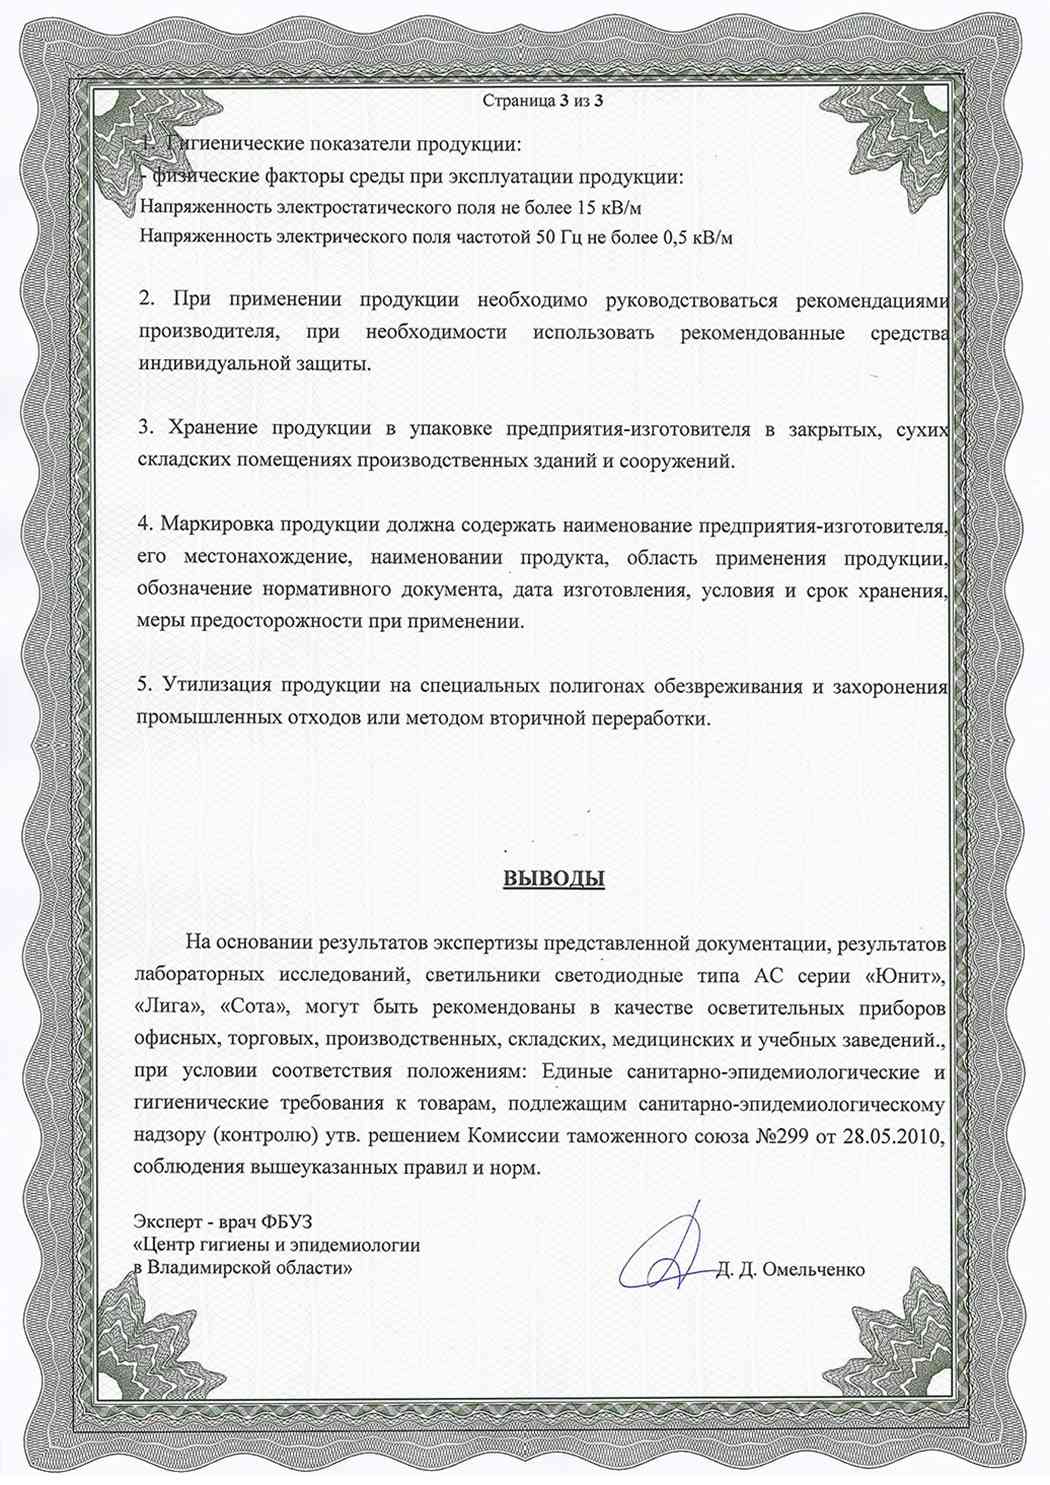 Страница 3 из 3
1. Гигиенические показатели продукции:
- физические факторы среды при эксплуатации продукции:
Напряженность электростатического поля не более 15 кВ/м
Напряженность электрического поля частотой 50 Гц не более 0,5 кВ/м
2. При применении продукции необходимо руководствоваться рекомендациями
производителя, при необходимости использовать рекомендованные средства
индивидуальной защиты.
3. Хранение продукции в упаковке предприятия-изготовителя в закрытых, сухих
складских помещениях производственных зданий и сооружений.
4. Маркировка продукции должна содержать наименование предприятия-изготовителя,
его местонахождение, наименовании продукта, область применения продукции,
обозначение нормативного документа, дата изготовления, условия и срок хранения,
меры предосторожности при применении.
5. Утилизация продукции на специальных полигонах обезвреживания и захоронения
промышленных отходов или методом вторичной переработки.
ВЫВОДЫ
На основании результатов экспертизы представленной документации, результатов
лабораторных исследований, светильники светодиодные типа АС серии «Юнит»,
«Лига», «Сота», могут быть рекомендованы в качестве осветительных приборов
офисных, торговых, производственных, складских, медицинских и учебных заведений.,
при условии соответствия положениям: Единые санитарно-эпидемиологические и
гигиенические требования к товарам, подлежащим санитарно-эпидемиологическому
надзору (контролю) утв. решением Комиссии таможенного союза №299 от 28.05.2010,
соблюдения вышеуказанных правил и норм.
Эксперт - врач ФБУЗ
«Центр гигиены и эпидемиологии
в Владимирской области»
Д. Д. Омельченко